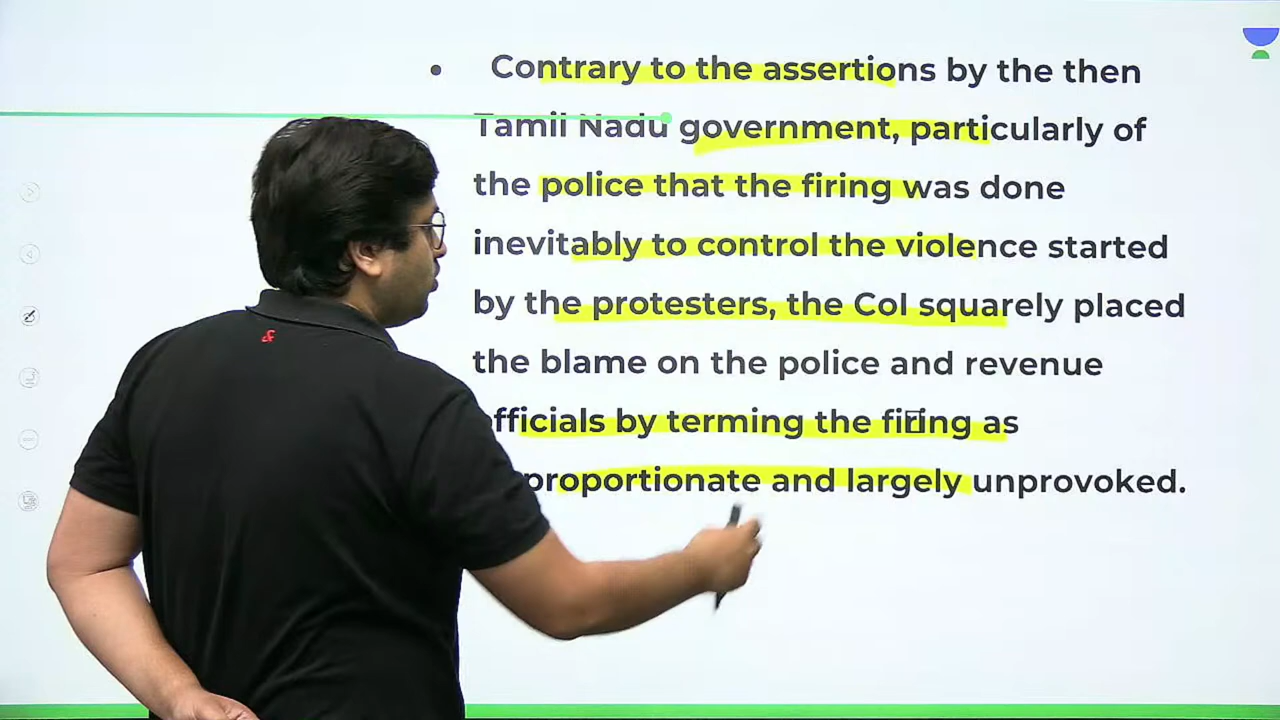 • Contrary to the assertions by the then
Tamil Nadu government, particularly of
the police that the firing was done
inevitably to control the violence started
by the protesters, the CoI squarely placed
the blame on the police and revenue
officials by terming the firing as
proportionate and largely unprovoked.